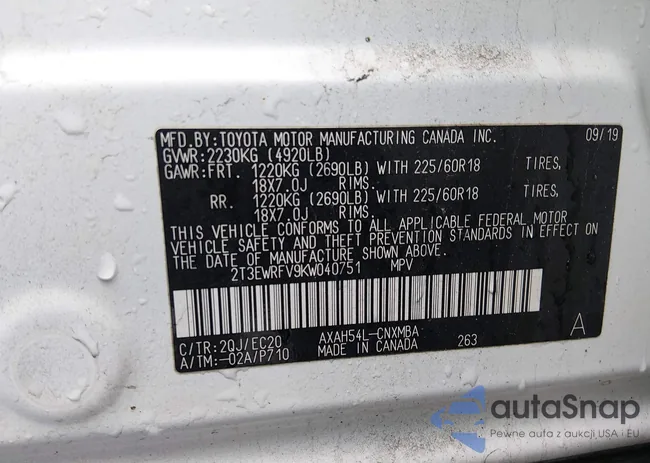 MFD.BY:TOYOTA MOTOR MANUFACTURING CANADA INC. 09/19
GVWR:2230KG (4920LB)
GAWR:FRT. 1220KG (2690LB) WITH 225/60R18 TIRES,
18X7.0J RIMS.
RR. 1220KG (2690LB) WITH 225/60R18 TIRES,
18X7.0J RIMS.
THIS VEHICLE CONFORMS TO ALL APPLICABLE FEDERAL MOTOR
VEHICLE SAFETY AND THEFT PREVENTION STANDARDS IN EFFECT ON
THE DATE OF MANUFACTURE SHOWN ABOVE.
2T3EWRFV9KW040751 MPV
C/TR:2QJ/EC20 AXAH54L-CNXMBA A
A/TM:-02A/P710 MADE IN CANADA 263
autaSnap
Pewne auta z aukcji USA i EU